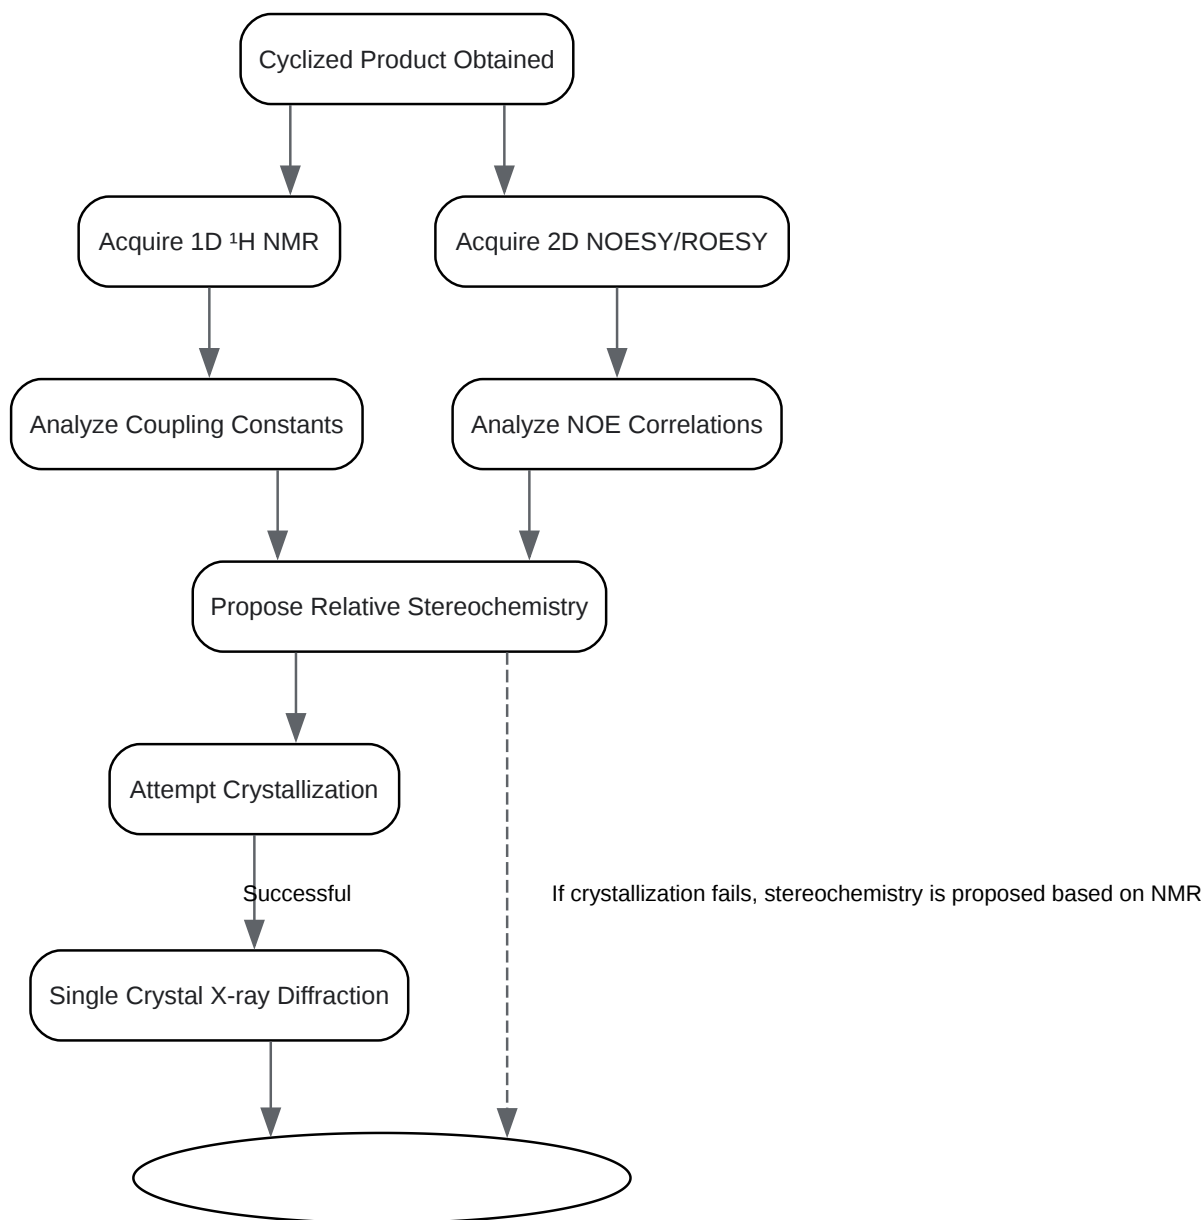 Cyclized Product Obtained
Acquire 1D ¹H NMR
Acquire 2D NOESY/ROESY
Analyze Coupling Constants
Analyze NOE Correlations
Propose Relative Stereochemistry
Attempt Crystallization
Successful
If crystallization fails, stereochemistry is proposed based on NMR
Single Crystal X-ray Diffraction